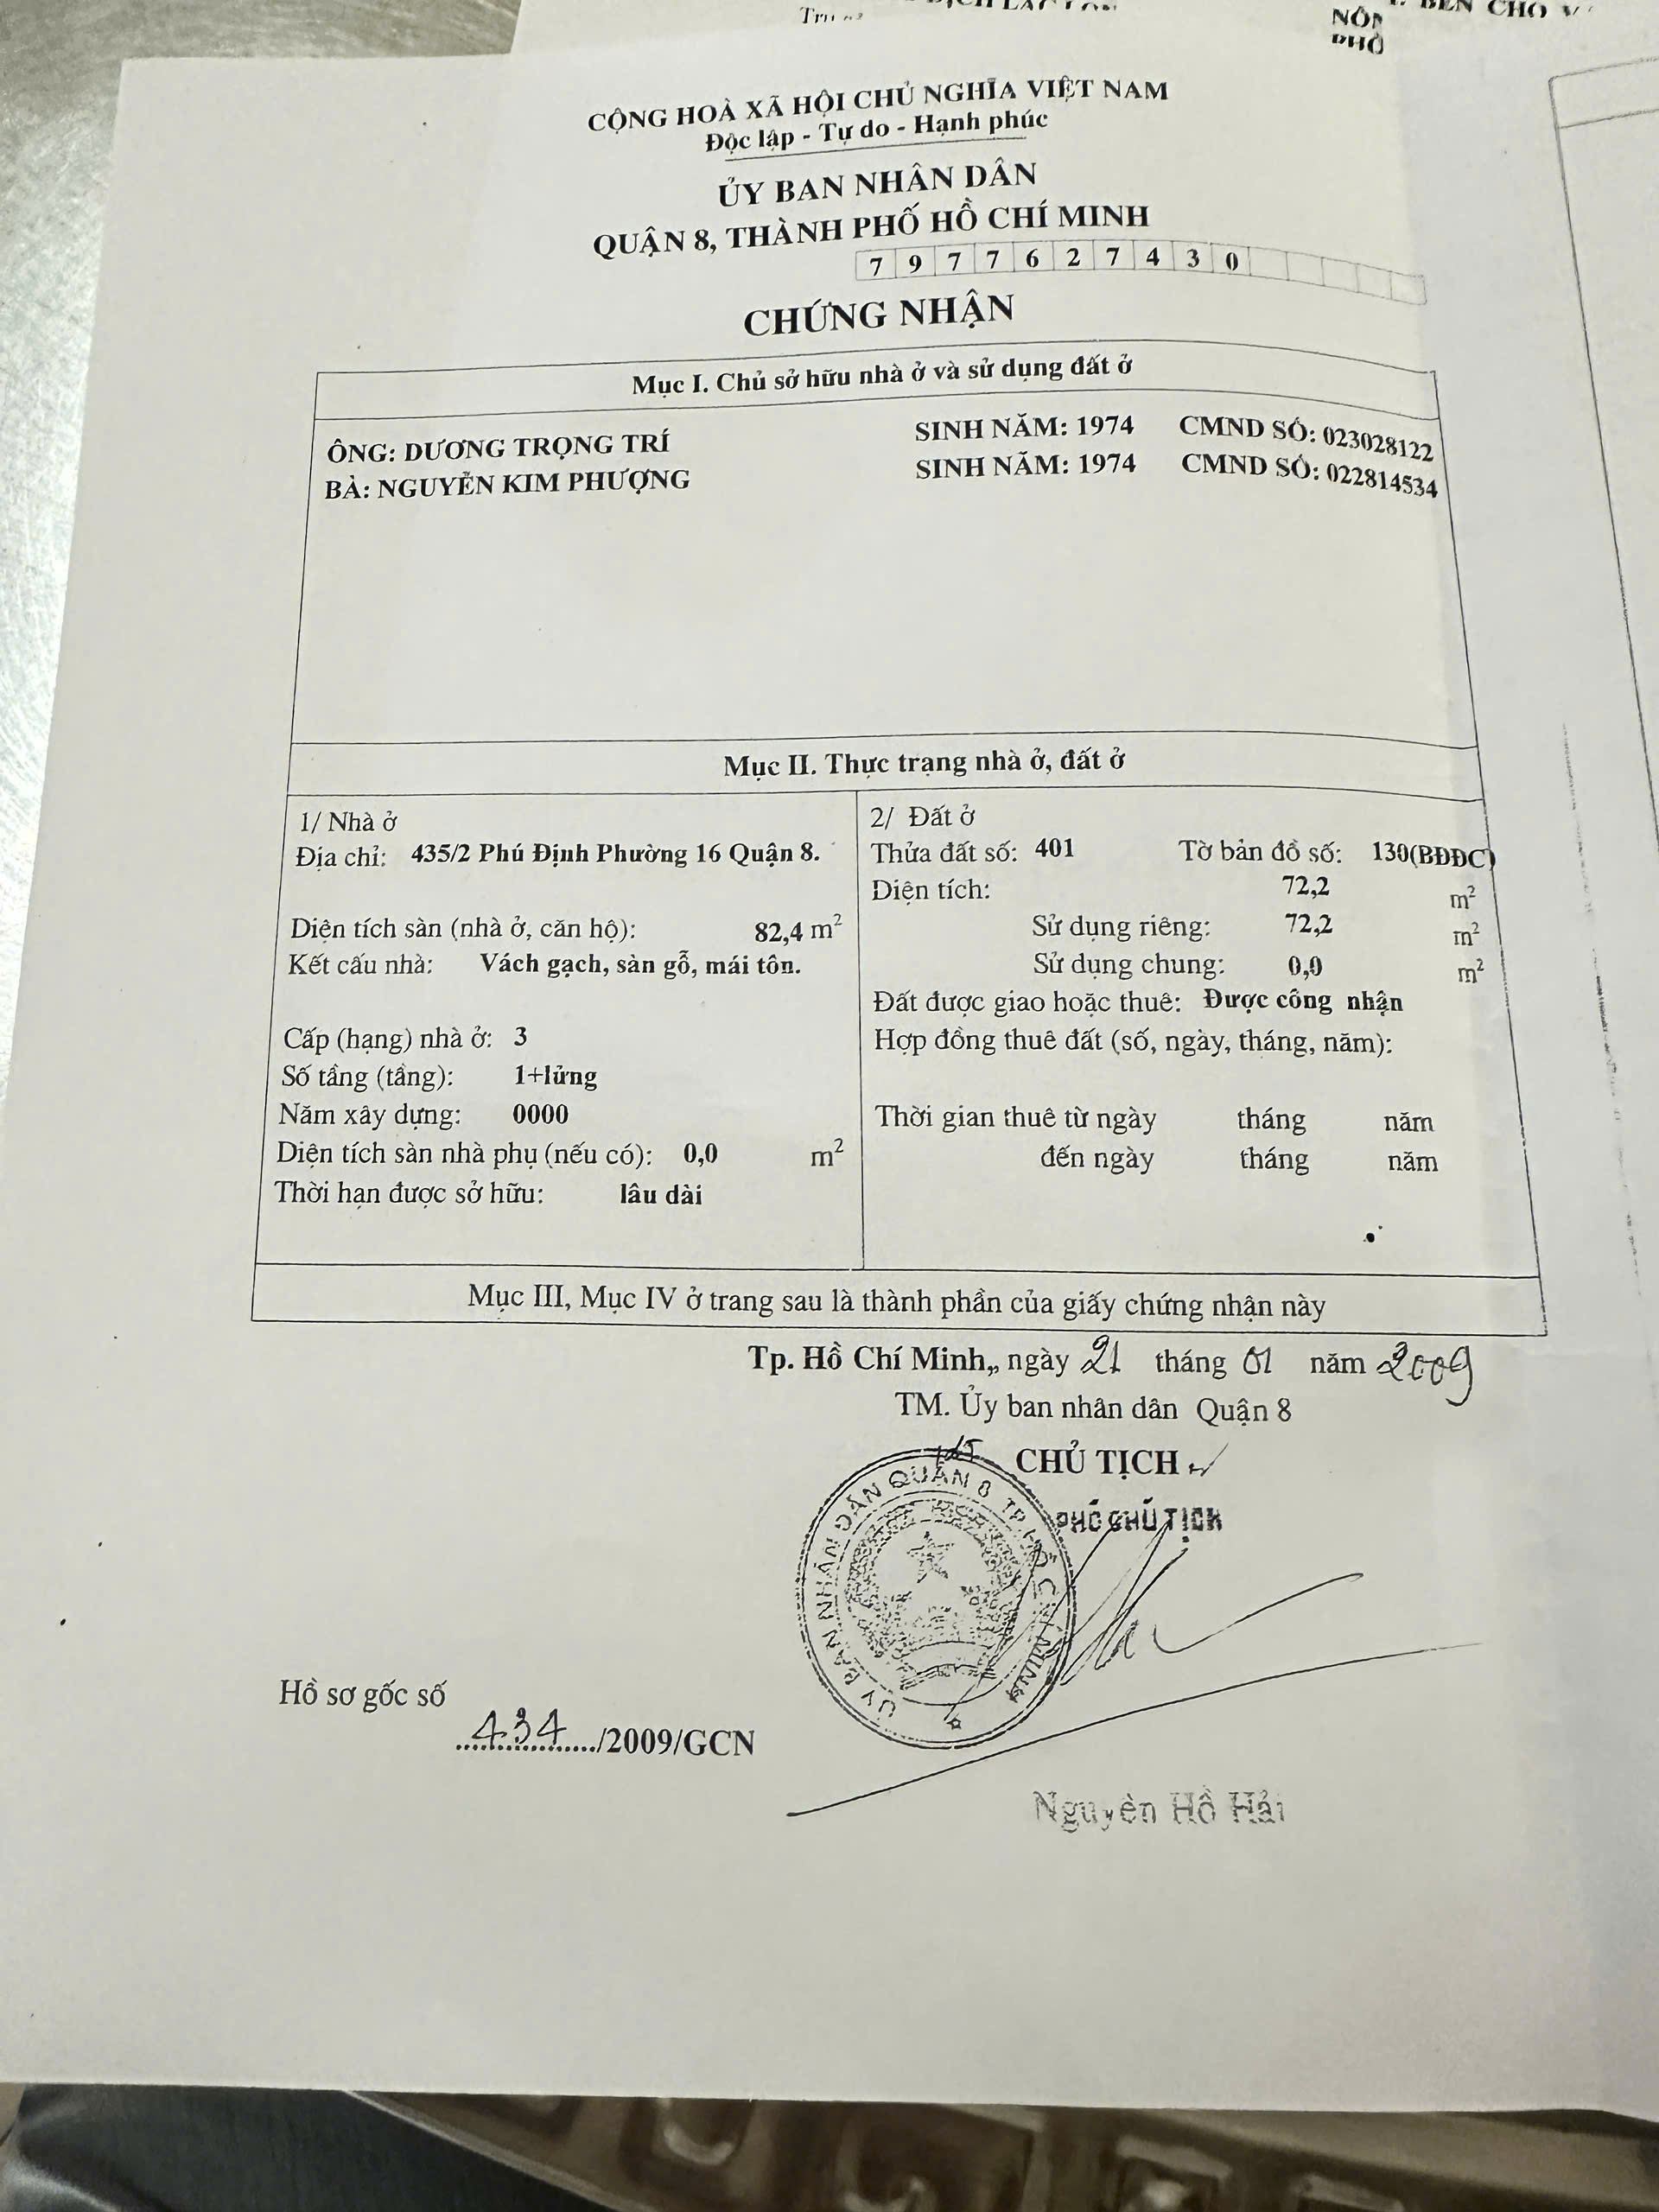 NÔN
PHÒ
CỘNG HOÀ XÃ HỘI CHỦ NGHĨA VIỆT NAM
Độc lập - Tự do - Hạnh phúc
ỦY BAN NHÂN DÂN
QUẬN 8, THÀNH PHỐ HỒ CHÍ MINH
7 9 7 7 6 2 7 4 3 0
CHỨNG NHẬN
Mục I. Chủ sở hữu nhà ở và sử dụng đất ở
ÔNG: DƯƠNG TRỌNG TRÍ SINH NĂM: 1974 CMND SỐ: 023028122
BÀ: NGUYỄN KIM PHƯỢNG SINH NĂM: 1974 CMND SỐ: 022814534
Mục II. Thực trạng nhà ở, đất ở
1/ Nhà ở
Địa chỉ: 435/2 Phú Định Phường 16 Quận 8.
Diện tích sàn (nhà ở, căn hộ): 82,4 m²
Kết cấu nhà: Vách gạch, sàn gỗ, mái tôn.
Cấp (hạng) nhà ở: 3
Số tầng (tầng): 1+lửng
Năm xây dựng: 0000
Diện tích sàn nhà phụ (nếu có): 0,0 m²
Thời hạn được sở hữu: lâu dài
2/ Đất ở
Thửa đất số: 401 Tờ bản đồ số: 130(BĐĐC)
Diện tích: 72,2 m²
Sử dụng riêng: 72,2 m²
Sử dụng chung: 0,0 m²
Đất được giao hoặc thuê: Được công nhận
Hợp đồng thuê đất (số, ngày, tháng, năm):
Thời gian thuê từ ngày tháng năm
đến ngày tháng năm
Mục III, Mục IV ở trang sau là thành phần của giấy chứng nhận này
Tp. Hồ Chí Minh,, ngày 21 tháng 01 năm 2009
TM. Ủy ban nhân dân Quận 8
CHỦ TỊCH
PHÓ CHỦ TỊCH
ỦY BAN NHÂN DÂN QUẬN 8 TP HỒ CHÍ MINH
Hồ sơ gốc số
434/2009/GCN
Nguyễn Hồ Hải